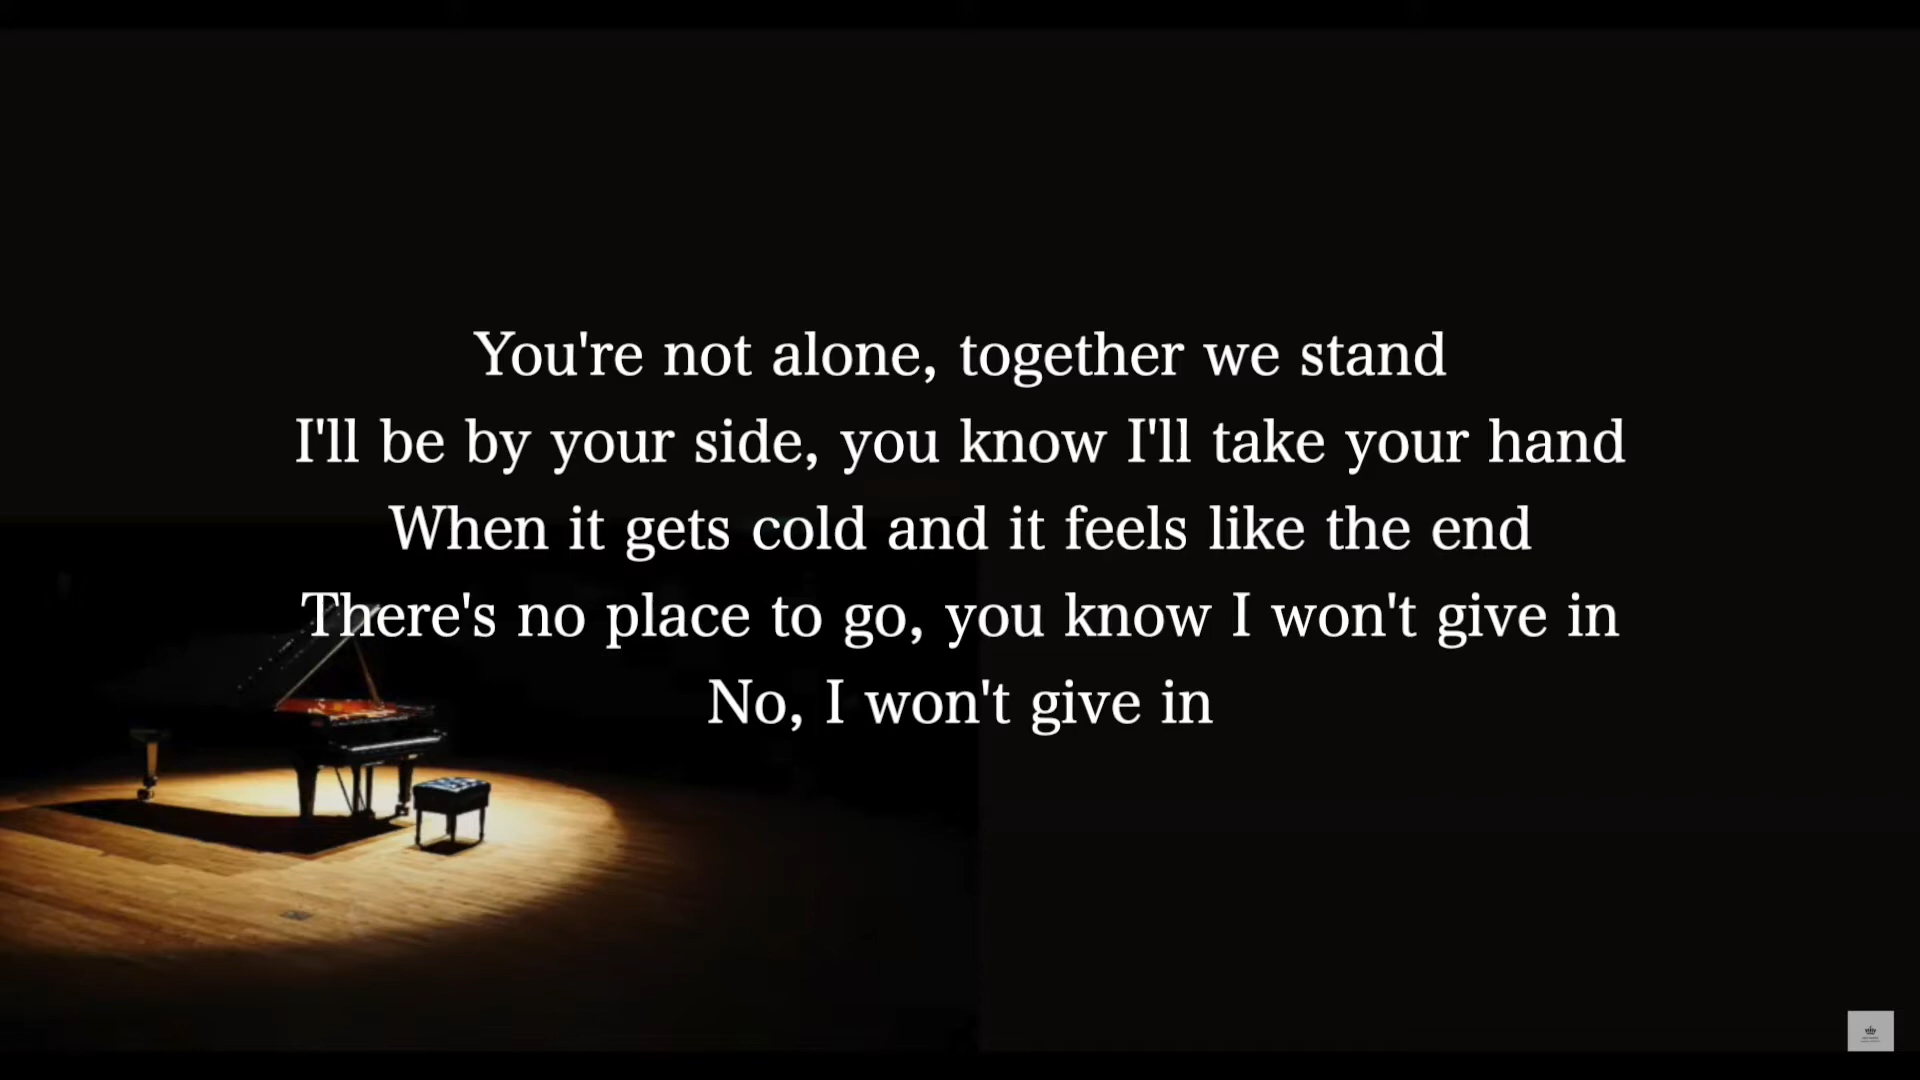 You're not alone, together we stand
I'll be by your side, you know I'll take your hand
When it gets cold and it feels like the end
There's no place to go, you know I won't give in
No, I won't give in